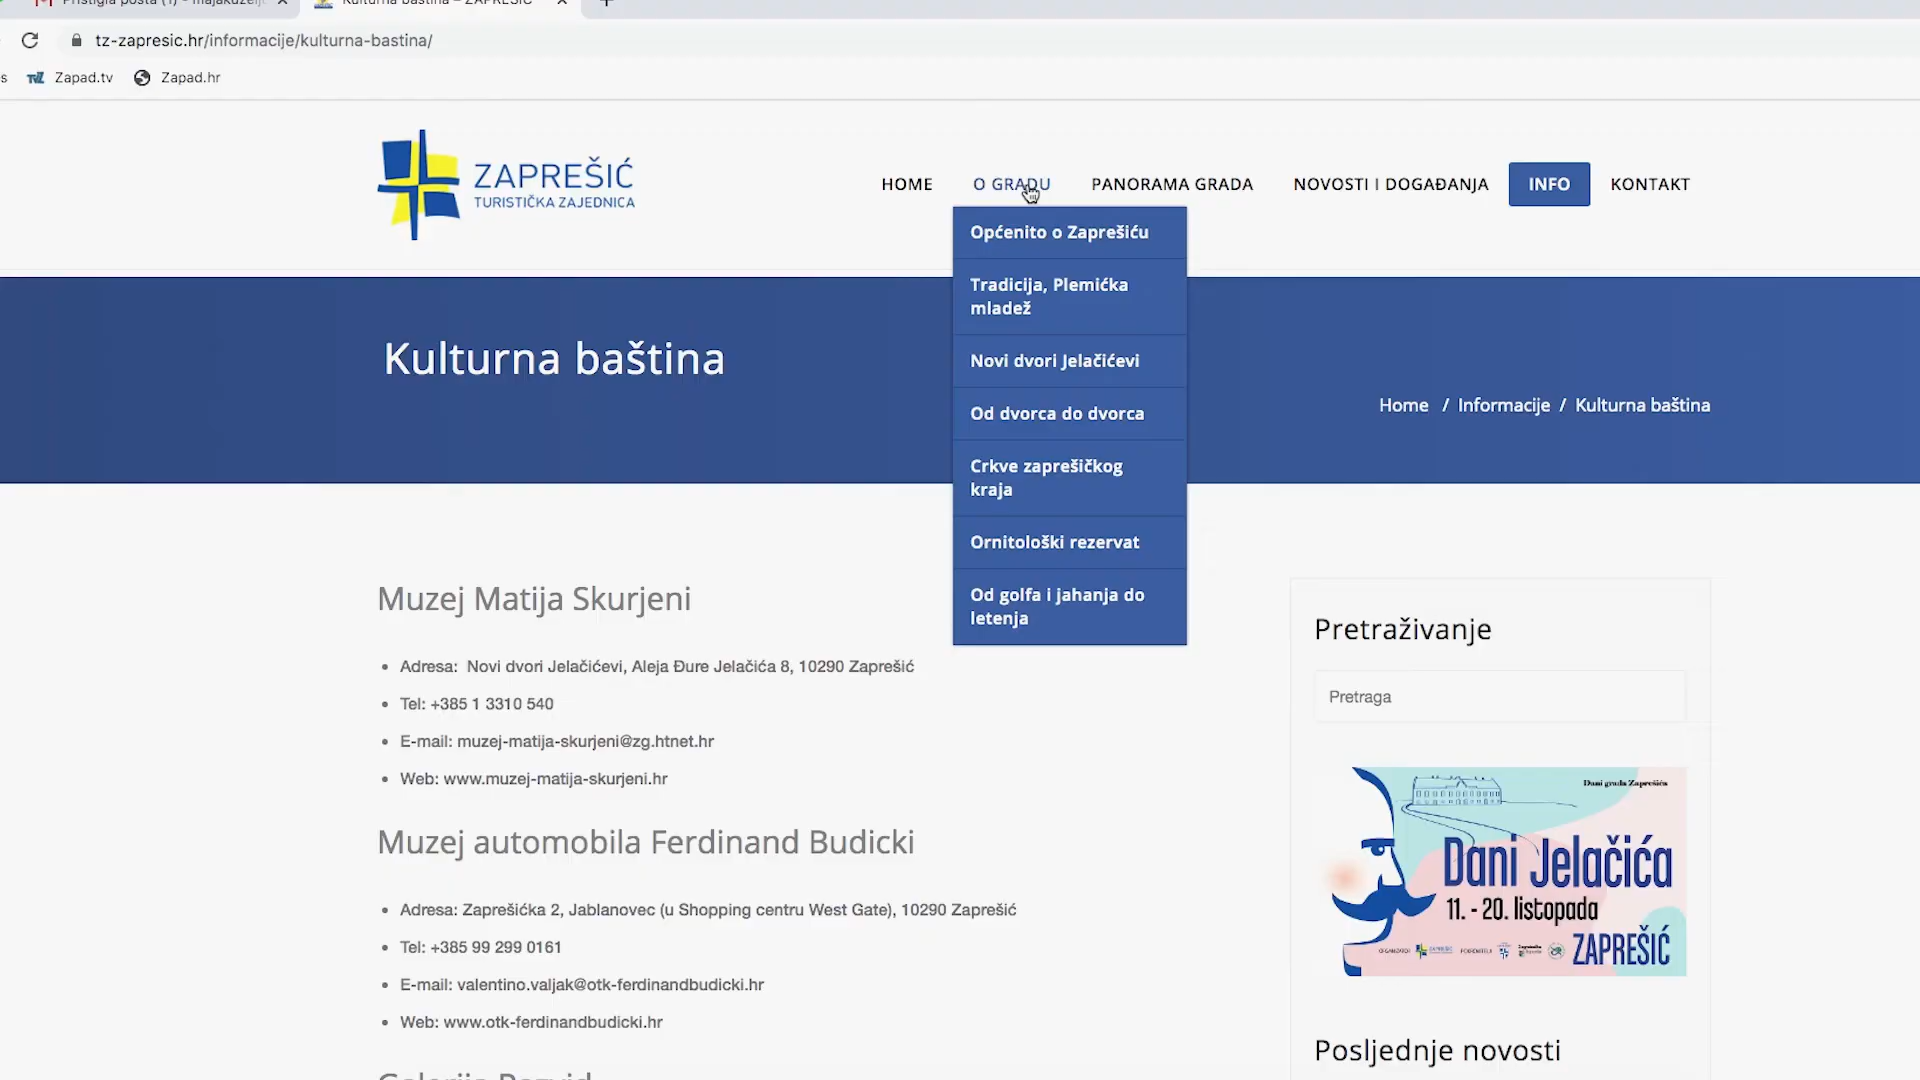 Kulturna baština – ZAPREŠIĆ
tz-zapresic.hr/informacije/kulturna-bastina/
Zapad.tv
Zapad.hr
ZAPREŠIĆ
TURISTIČKA ZAJEDNICA
HOME
O GRADU
PANORAMA GRADA
NOVOSTI I DOGAĐANJA
INFO
KONTAKT
Općenito o Zaprešiću
Tradicija, Plemićka
mladež
Novi dvori Jelačićevi
Od dvorca do dvorca
Crkve zaprešičkog
kraja
Ornitološki rezervat
Od golfa i jahanja do
letenja
Kulturna baština
Home / Informacije / Kulturna baština
Muzej Matija Skurjeni
• Adresa: Novi dvori Jelačićevi, Aleja Đure Jelačića 8, 10290 Zaprešić
• Tel: +385 1 3310 540
• E-mail: muzej-matija-skurjeni@zg.htnet.hr
• Web: www.muzej-matija-skurjeni.hr
Muzej automobila Ferdinand Budicki
• Adresa: Zaprešićka 2, Jablanovec (u Shopping centru West Gate), 10290 Zaprešić
• Tel: +385 99 299 0161
• E-mail: valentino.valjak@otk-ferdinandbudicki.hr
• Web: www.otk-ferdinandbudicki.hr
Pretraživanje
Pretraga
Dani grada Zaprešića
Dani Jelačića
11. - 20. listopada
ZAPREŠIĆ
Posljednje novosti